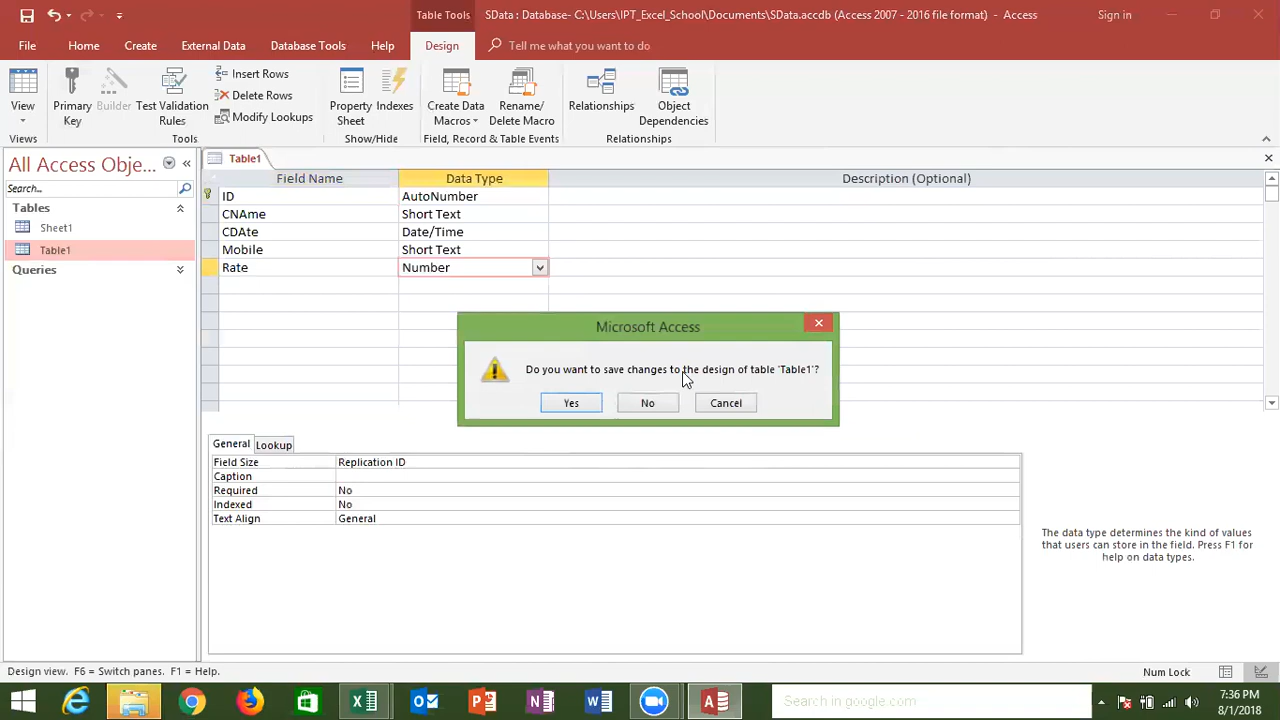 Table Tools
SData : Database- C:\Users\IPT_Excel_School\Documents\SData.accdb (Access 2007 - 2016 file format) - Access
Sign in
File
Home
Create
External Data
Database Tools
Help
Design
Tell me what you want to do
View
Primary Key
Builder
Test Validation Rules
Insert Rows
Delete Rows
Modify Lookups
Property Sheet
Indexes
Create Data Macros
Rename/ Delete Macro
Relationships
Object Dependencies
Views
Tools
Show/Hide
Field, Record & Table Events
Relationships
All Access Obje...
Search...
Tables
Sheet1
Table1
Queries
Table1
Field Name
Data Type
Description (Optional)
ID
AutoNumber
CNAme
Short Text
CDAte
Date/Time
Mobile
Short Text
Rate
Number
Microsoft Access
Do you want to save changes to the design of table 'Table1'?
Yes
No
Cancel
General
Lookup
Field Size
Replication ID
Caption
Required
No
Indexed
No
Text Align
General
The data type determines the kind of values
that users can store in the field. Press F1 for
help on data types.
Design view. F6 = Switch panes. F1 = Help.
Num Lock
Search in google.com
7:36 PM
8/1/2018